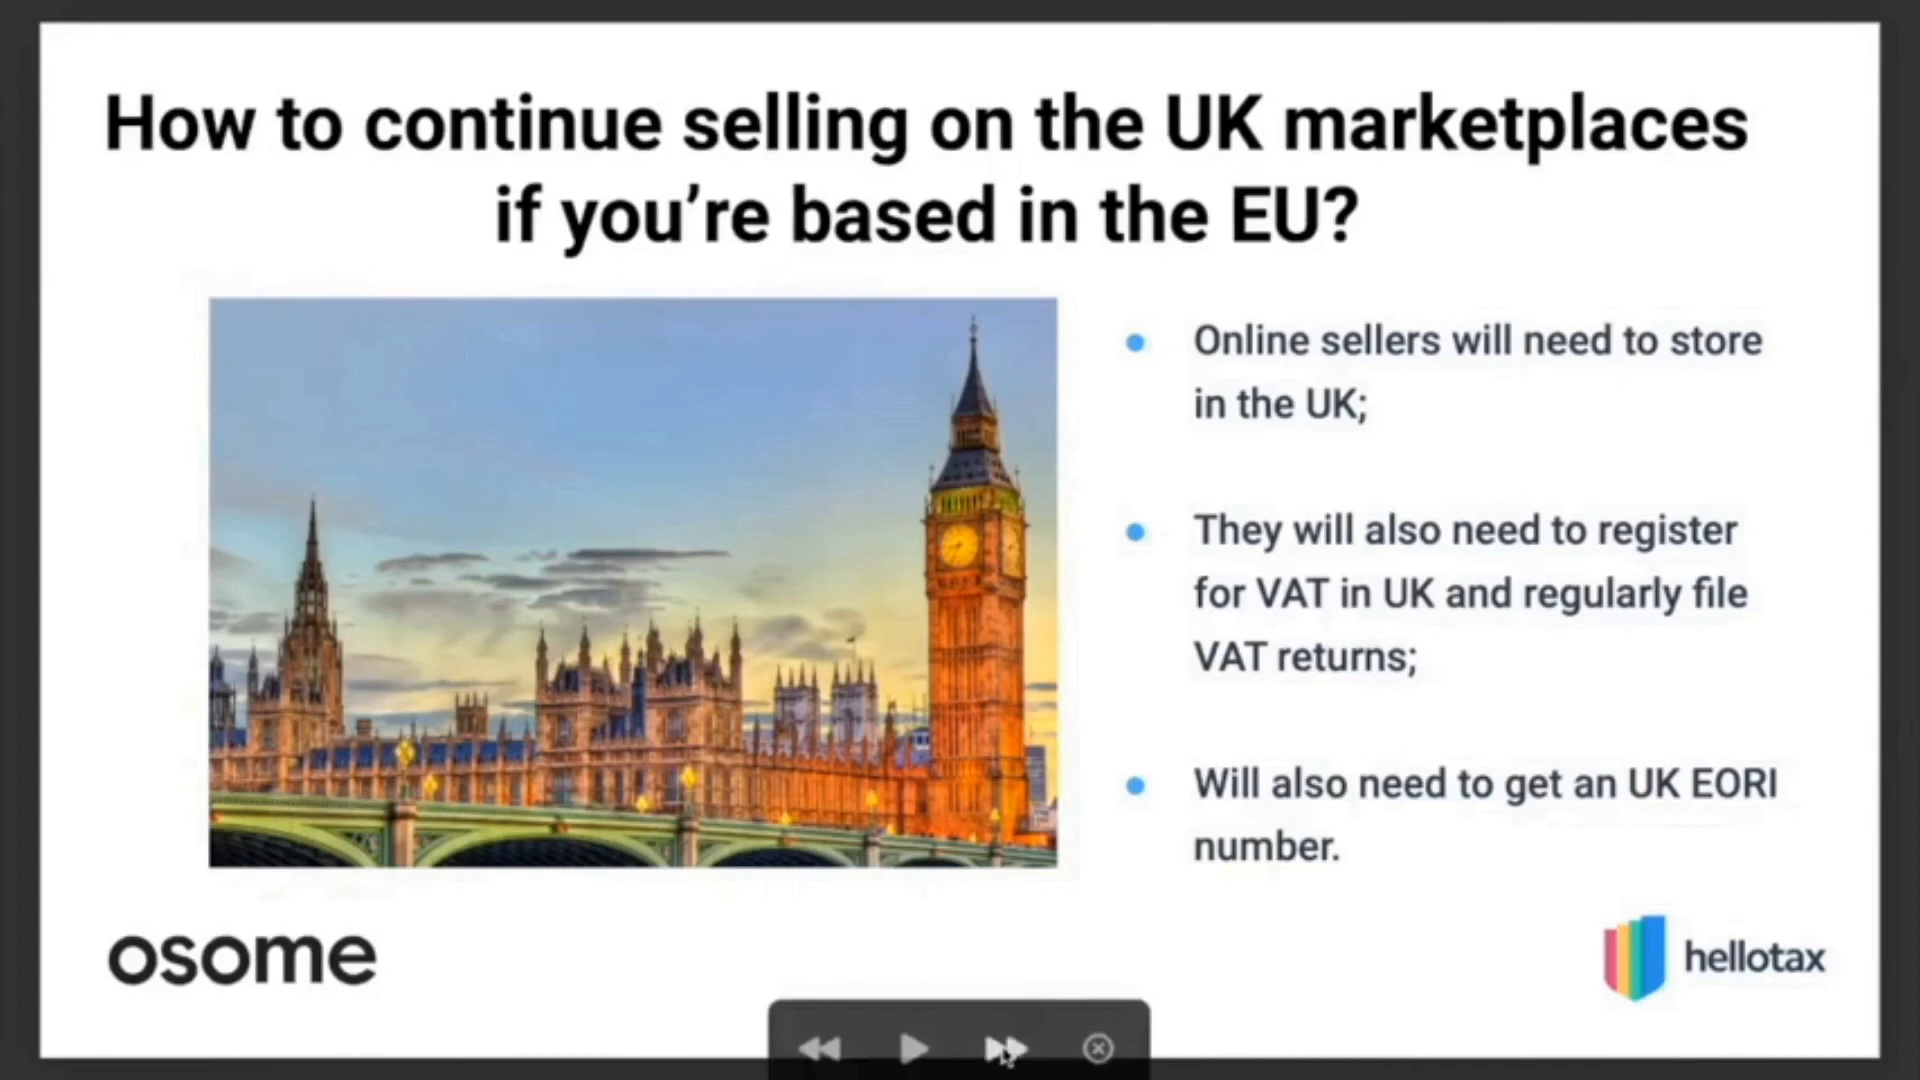 How to continue selling on the UK marketplaces
if you’re based in the EU?
Online sellers will need to store
in the UK;
They will also need to register
for VAT in UK and regularly file
VAT returns;
Will also need to get an UK EORI
number.
osome
hellotax